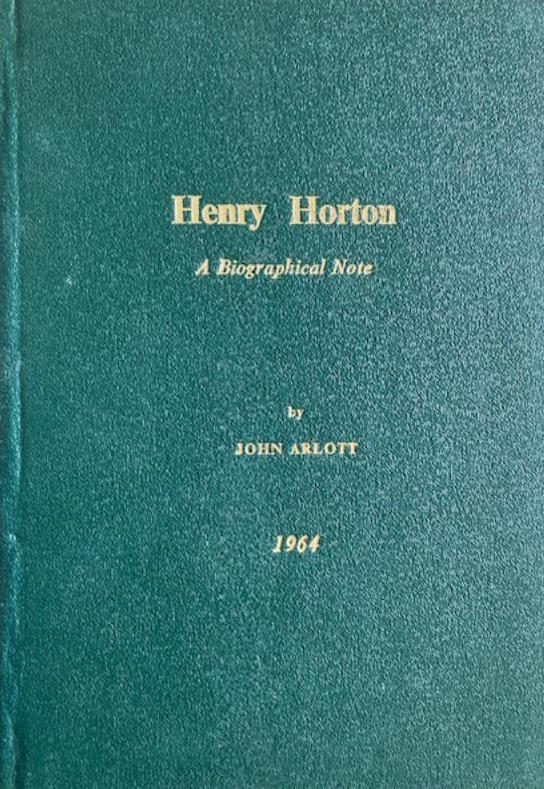 Henry Horton
A Biographical Note
by
JOHN ARLOTT
1964